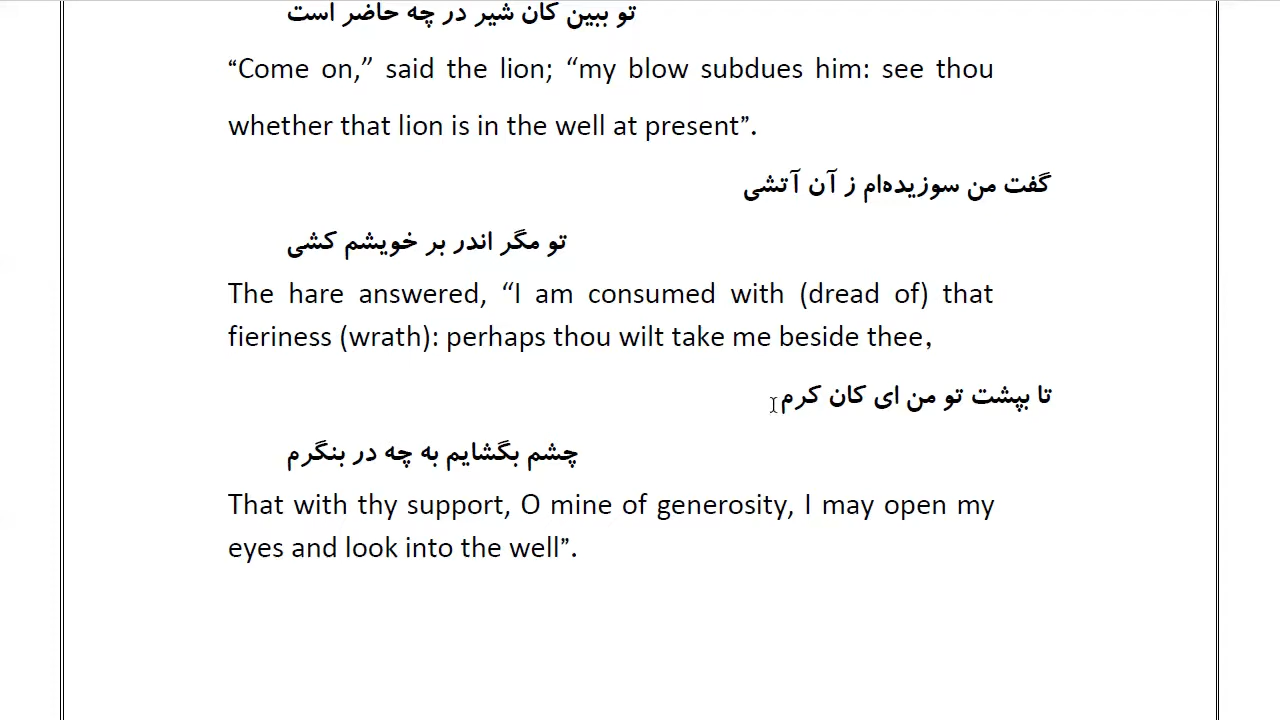 تو ببین کان شیر در چه حاضر است
“Come on,” said the lion; “my blow subdues him: see thou
whether that lion is in the well at present”.
گفت من سوزیده‌ام ز آن آتشی
تو مگر اندر بر خویشم کشی
The hare answered, “I am consumed with (dread of) that
fieriness (wrath): perhaps thou wilt take me beside thee,
تا بپشت تو من ای کان کرم
چشم بگشایم به چه در بنگرم
That with thy support, O mine of generosity, I may open my
eyes and look into the well”.